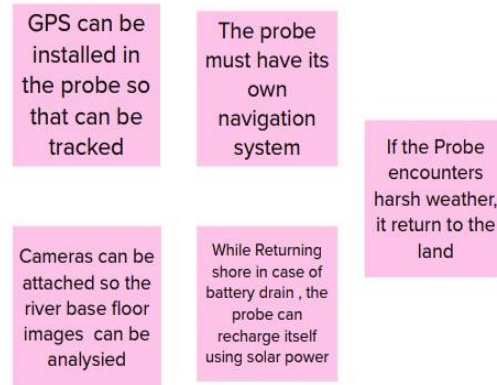 GPS can be
installed in
the probe so
that can be
tracked
The probe
must have its
own
navigation
system
If the Probe
encounters
harsh weather,
it return to the
land
Cameras can be
attached so the
river base floor
images can be
analysied
While Returning
shore in case of
battery drain , the
probe can
recharge itself
using solar power